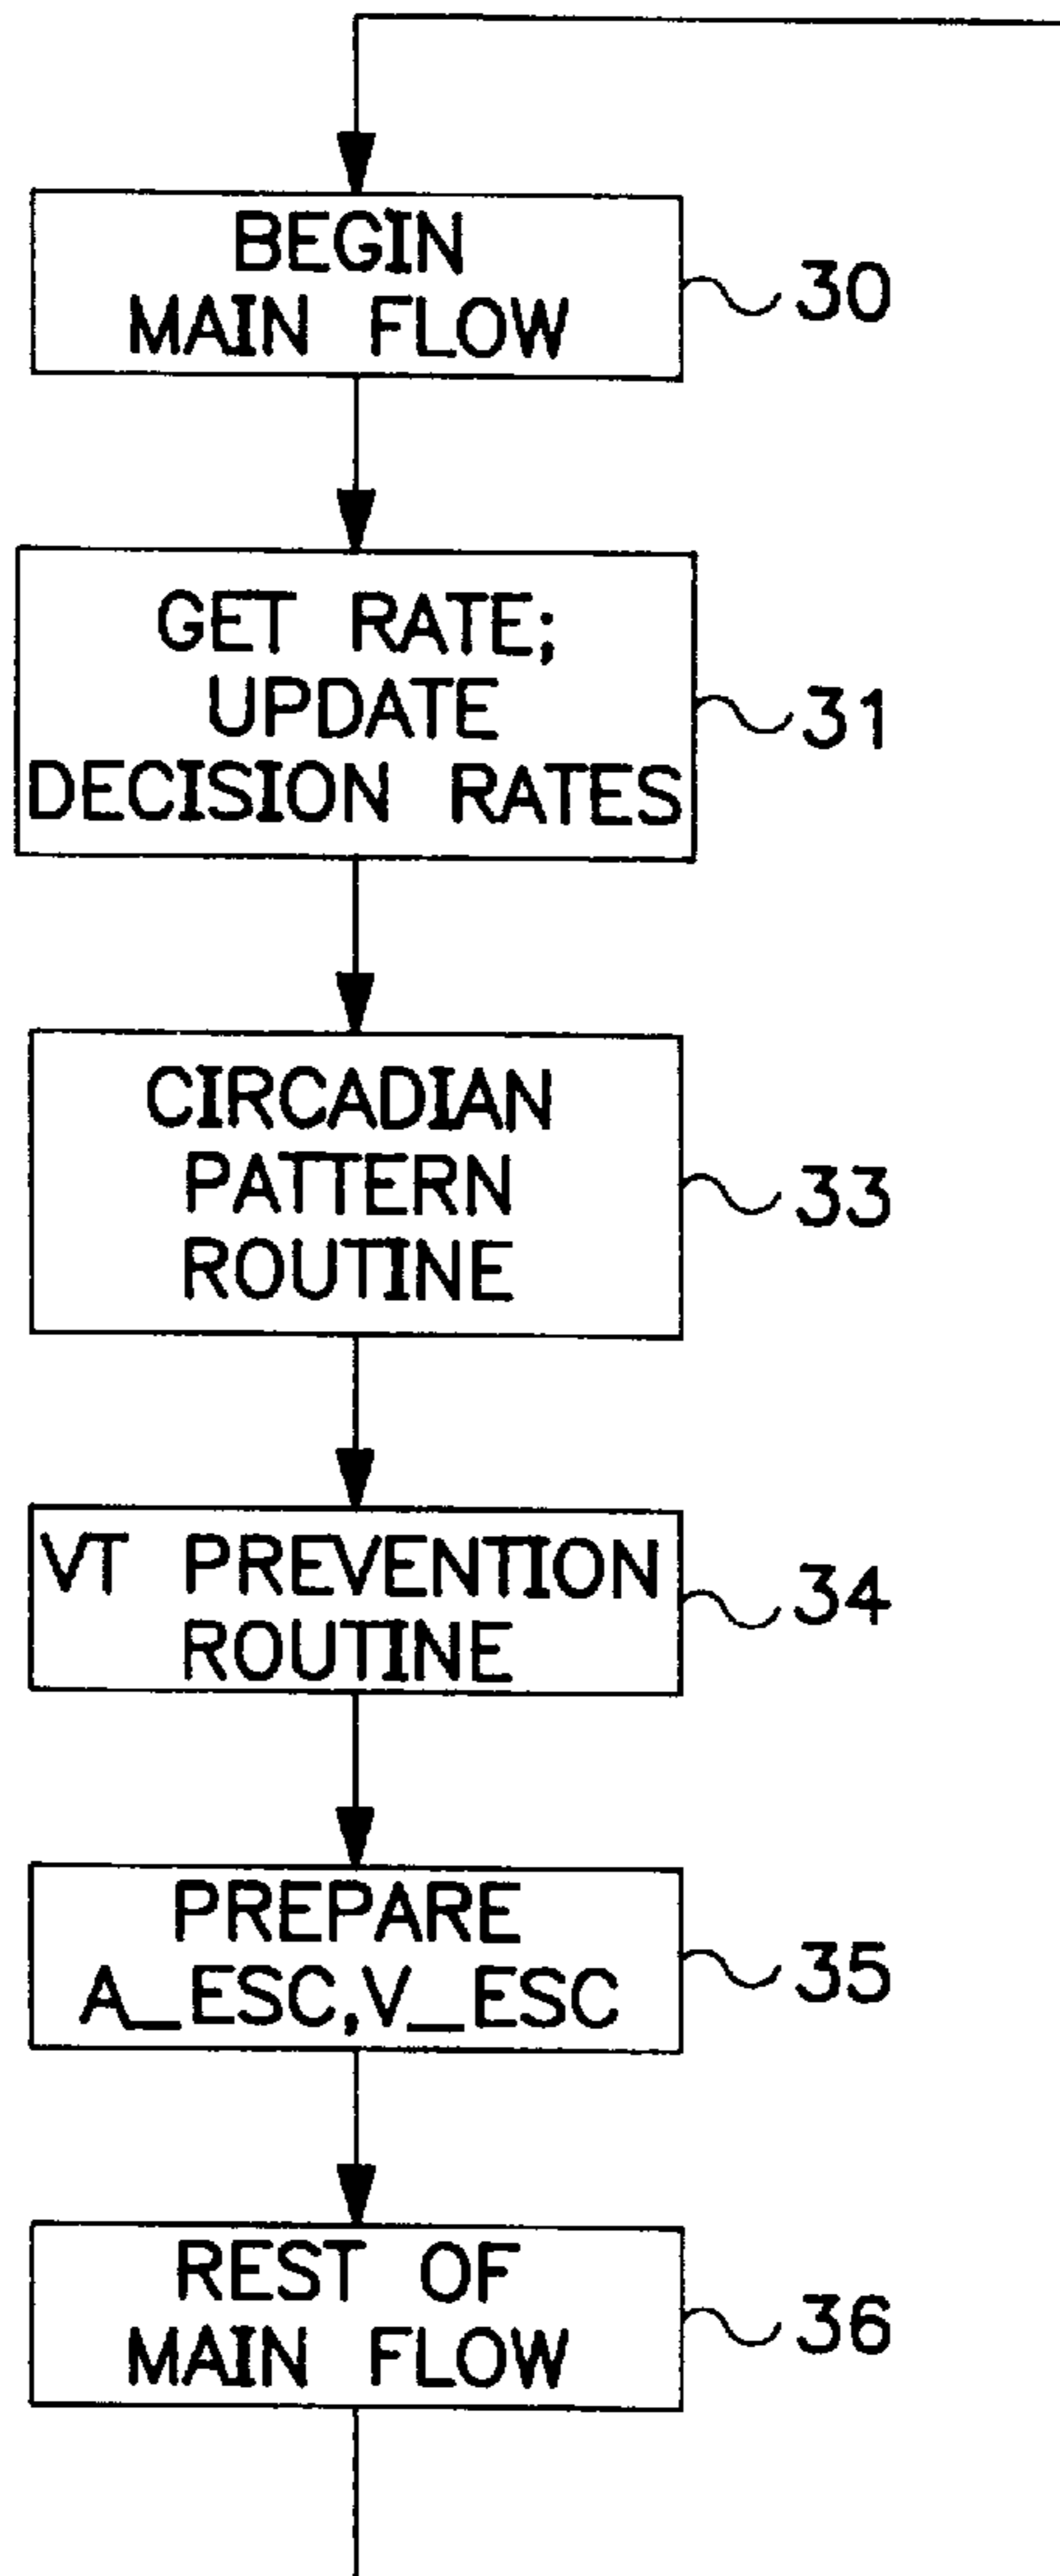 BEGIN
MAIN FLOW
30
GET RATE;
UPDATE
DECISION RATES
31
CIRCADIAN
PATTERN
ROUTINE
33
VT PREVENTION
ROUTINE
34
PREPARE
A_ESC,V_ESC
35
REST OF
MAIN FLOW
36